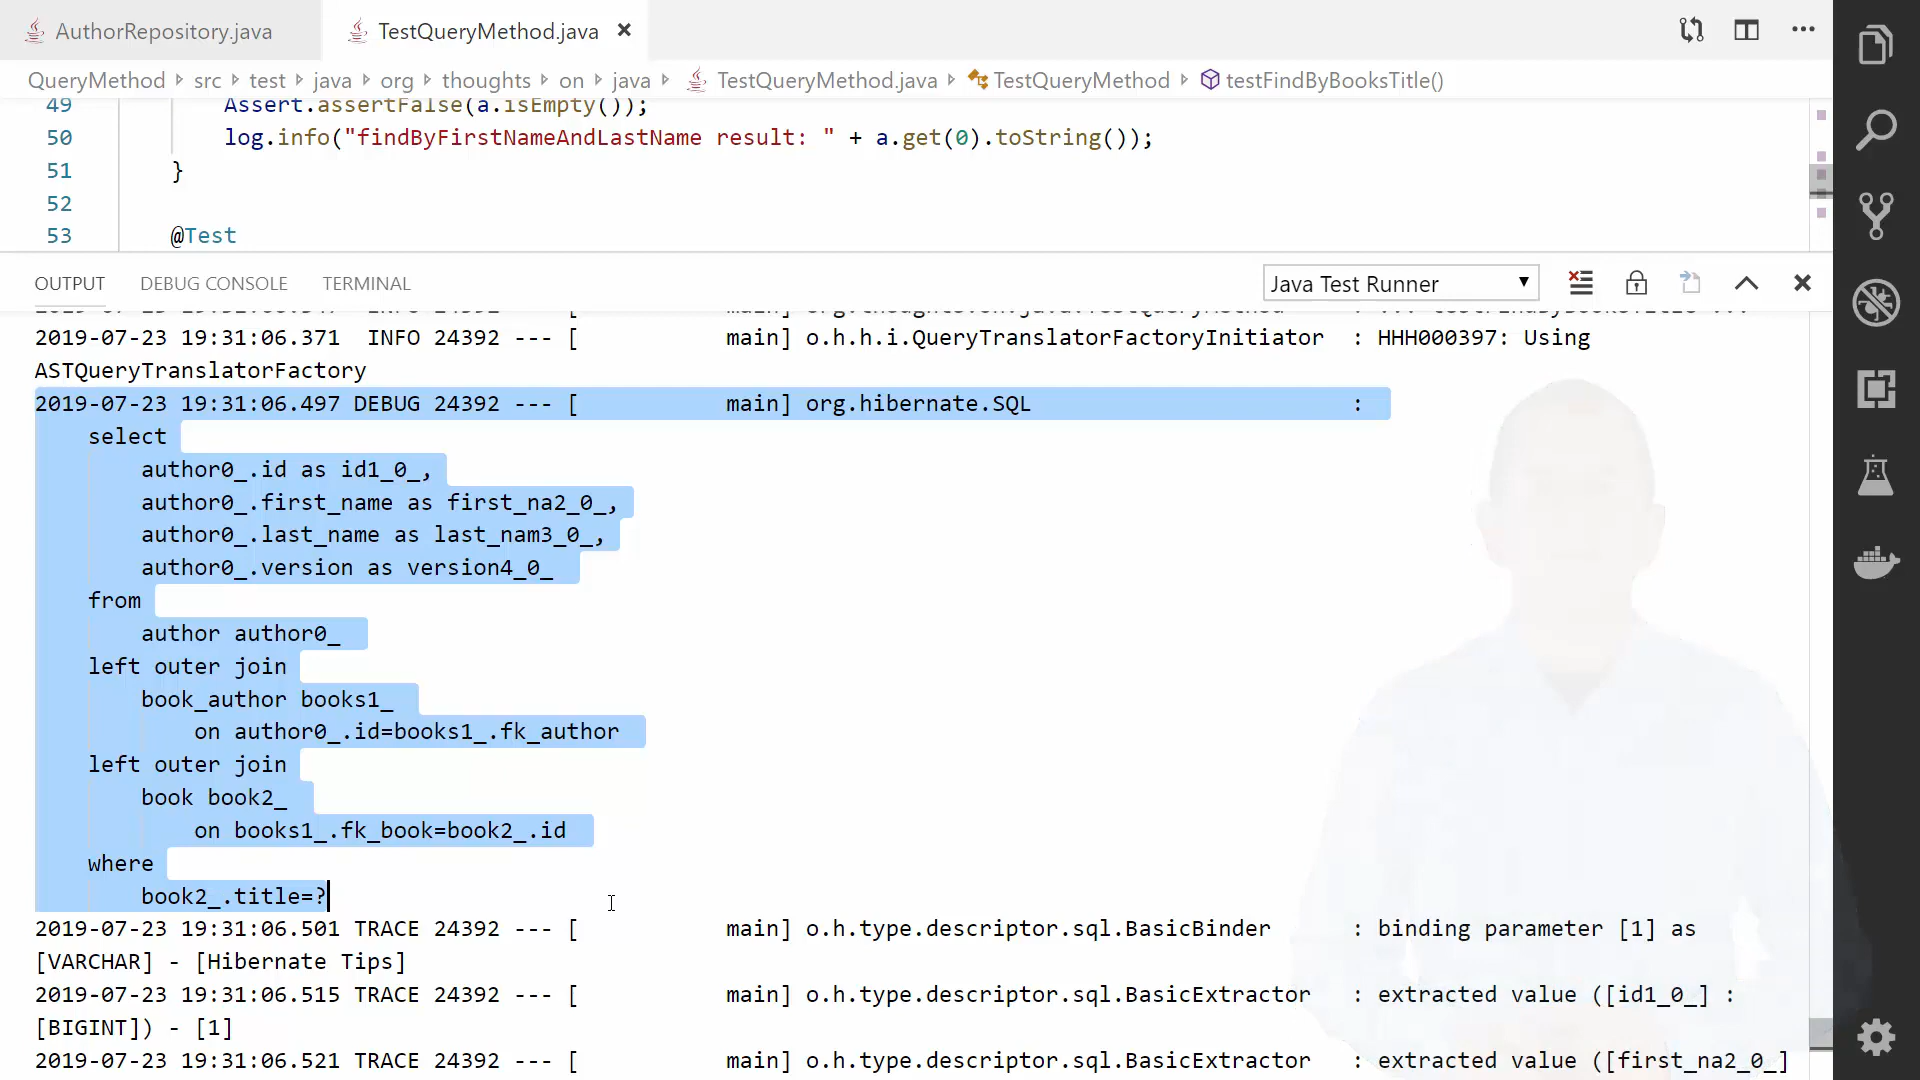 AuthorRepository.java
TestQueryMethod.java
QueryMethod src test java org thoughts on java TestQueryMethod.java TestQueryMethod testFindByBooksTitle()
49 Assert.assertFalse(a.isEmpty());
50 log.info("findByFirstNameAndLastName result: " + a.get(0).toString());
51 }
52
53 @Test
OUTPUT DEBUG CONSOLE TERMINAL Java Test Runner
2019-07-23 19:31:06.371  INFO 24392 --- [           main] o.h.h.i.QueryTranslatorFactoryInitiator  : HHH000397: Using
ASTQueryTranslatorFactory
2019-07-23 19:31:06.497 DEBUG 24392 --- [           main] org.hibernate.SQL                        :
select
author0_.id as id1_0_,
author0_.first_name as first_na2_0_,
author0_.last_name as last_nam3_0_,
author0_.version as version4_0_
from
author author0_
left outer join
book_author books1_
on author0_.id=books1_.fk_author
left outer join
book book2_
on books1_.fk_book=book2_.id
where
book2_.title=?
2019-07-23 19:31:06.501 TRACE 24392 --- [           main] o.h.type.descriptor.sql.BasicBinder      : binding parameter [1] as
[VARCHAR] - [Hibernate Tips]
2019-07-23 19:31:06.515 TRACE 24392 --- [           main] o.h.type.descriptor.sql.BasicExtractor   : extracted value ([id1_0_] :
[BIGINT]) - [1]
2019-07-23 19:31:06.521 TRACE 24392 --- [           main] o.h.type.descriptor.sql.BasicExtractor   : extracted value ([first_na2_0_]